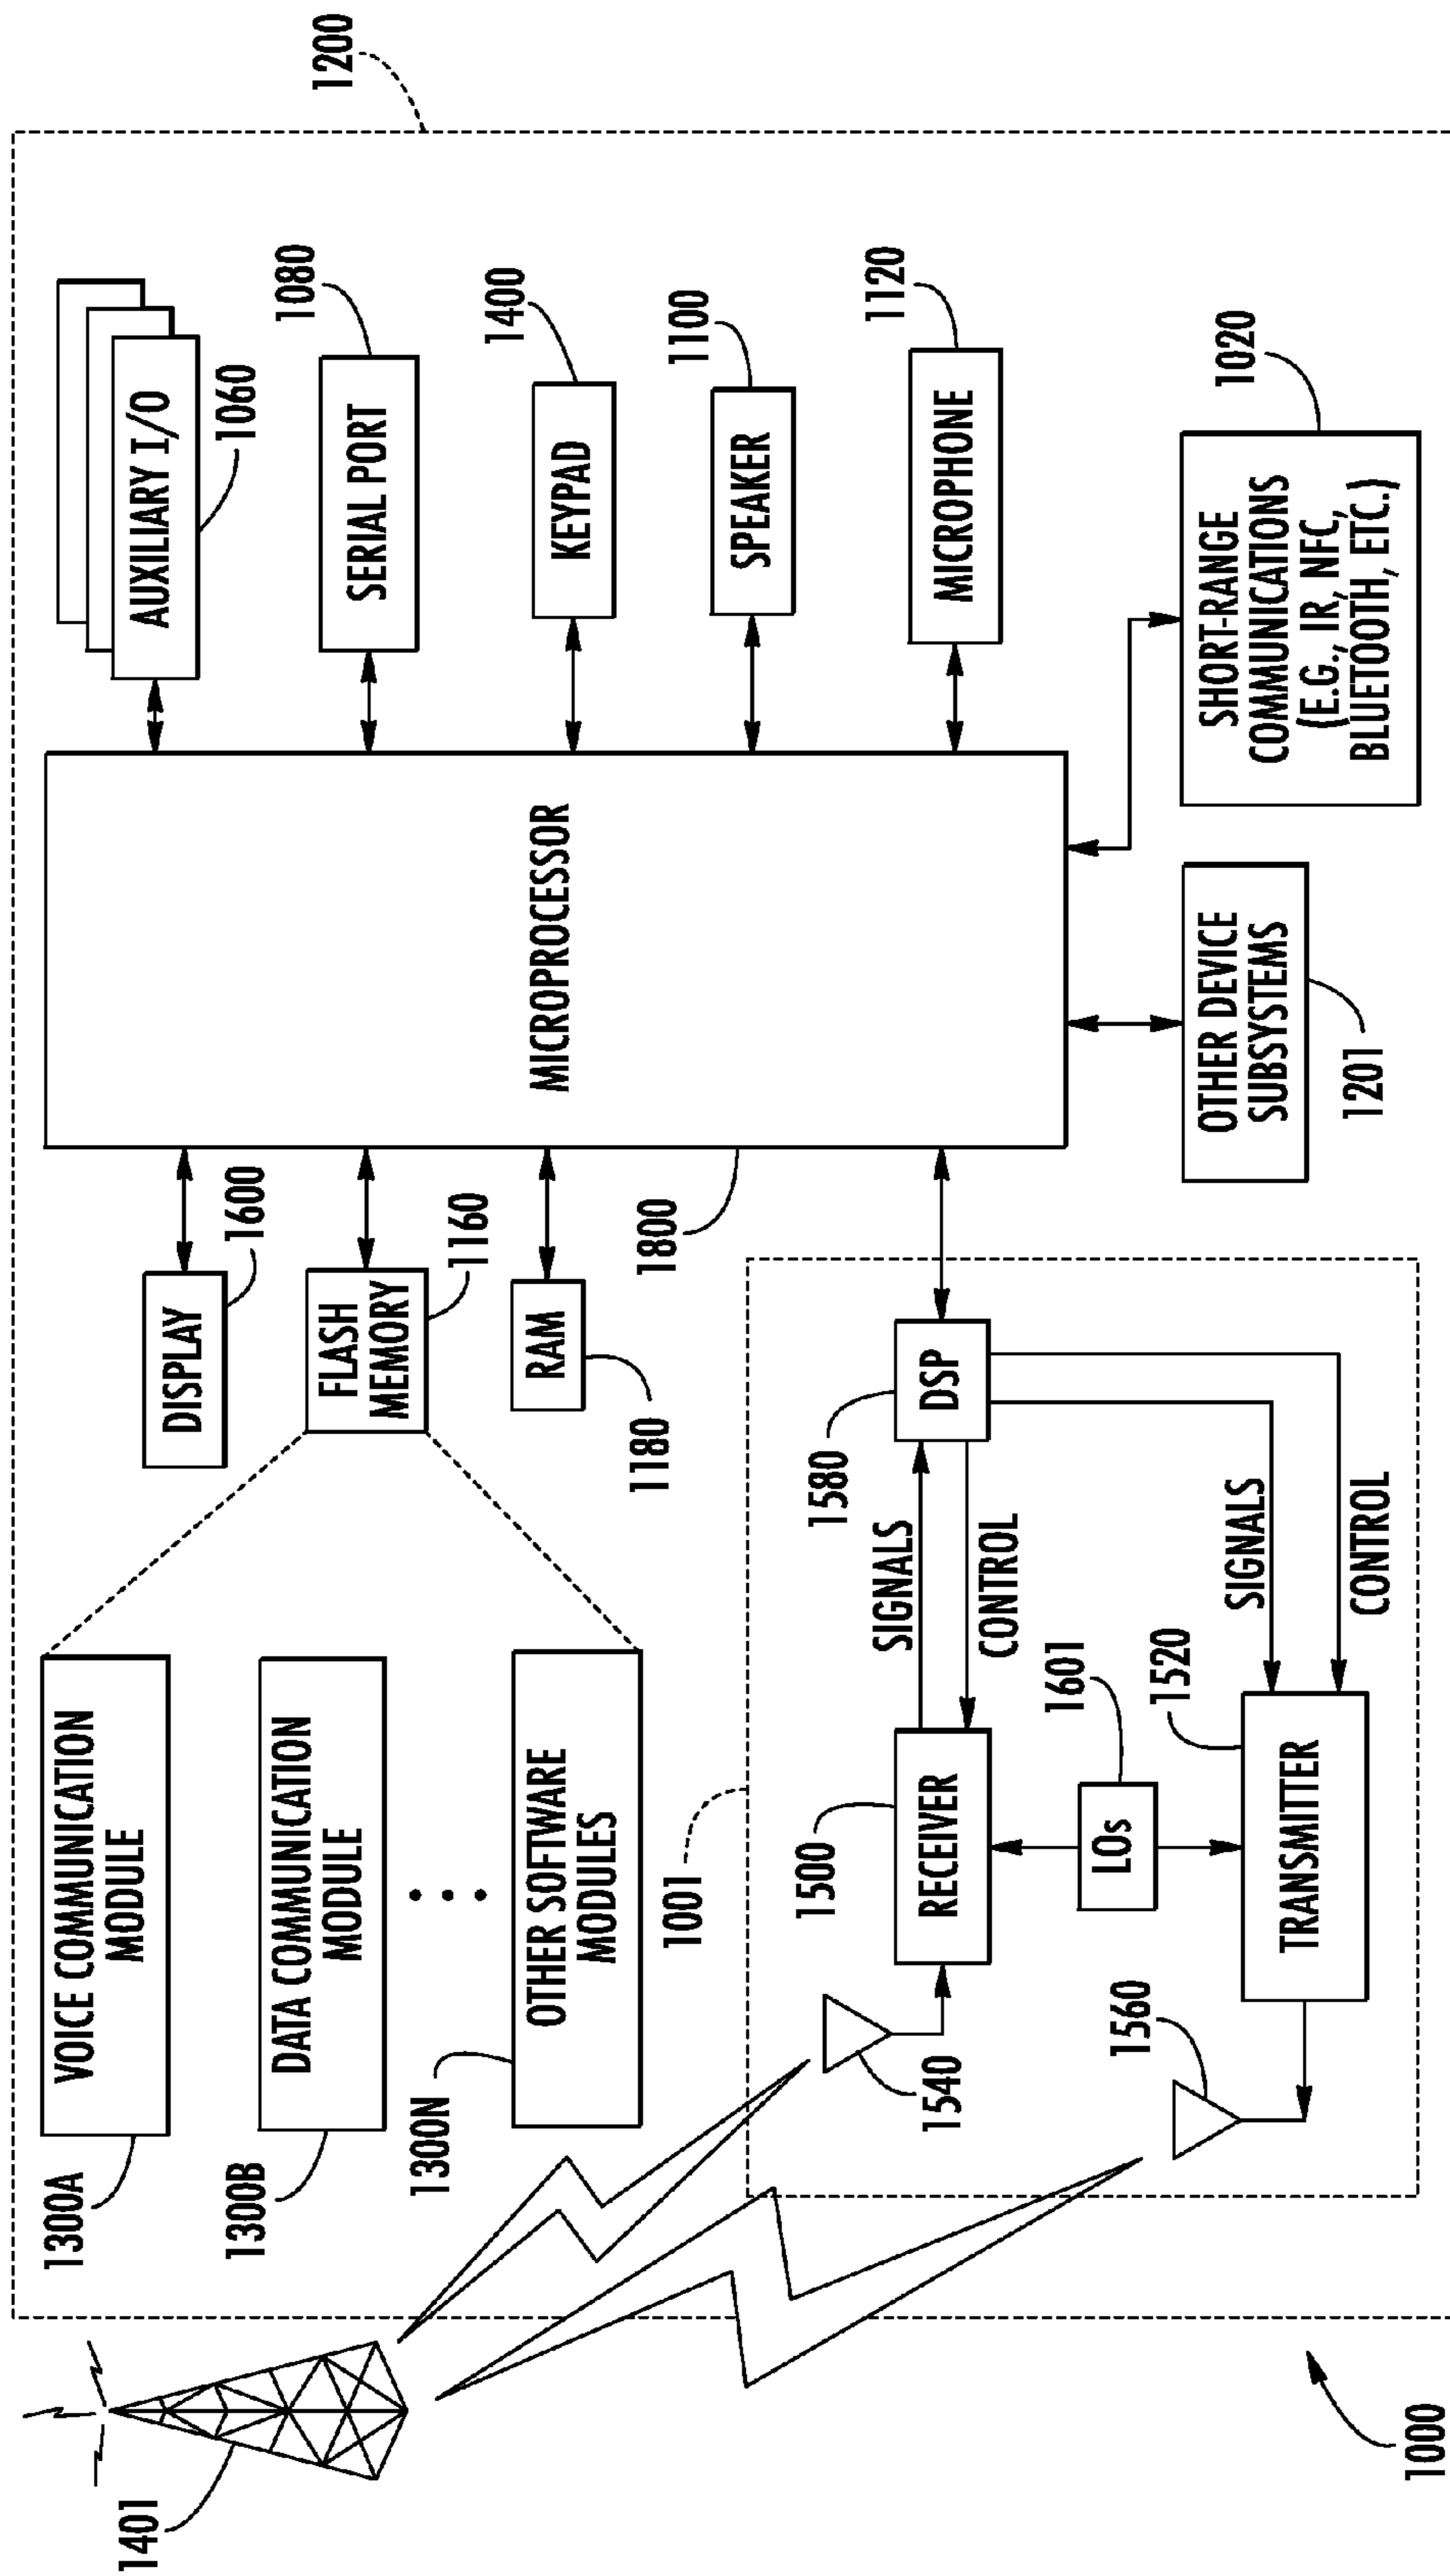 1200
VOICE COMMUNICATION
MODULE
1300A
DATA COMMUNICATION
MODULE
1300B
OTHER SOFTWARE
MODULES
1300N
DISPLAY
1600
FLASH
MEMORY
1160
RAM
1180
MICROPROCESSOR
1800
AUXILIARY I/O
1060
SERIAL PORT
1080
KEYPAD
1400
SPEAKER
1100
MICROPHONE
1120
SHORT-RANGE
COMMUNICATIONS
(E.G., IR, NFC,
BLUETOOTH, ETC.)
1020
OTHER DEVICE
SUBSYSTEMS
1201
1001
RECEIVER
1500
SIGNALS
CONTROL
DSP
1580
LOs
1601
TRANSMITTER
1520
SIGNALS
CONTROL
1540
1560
1401
1000